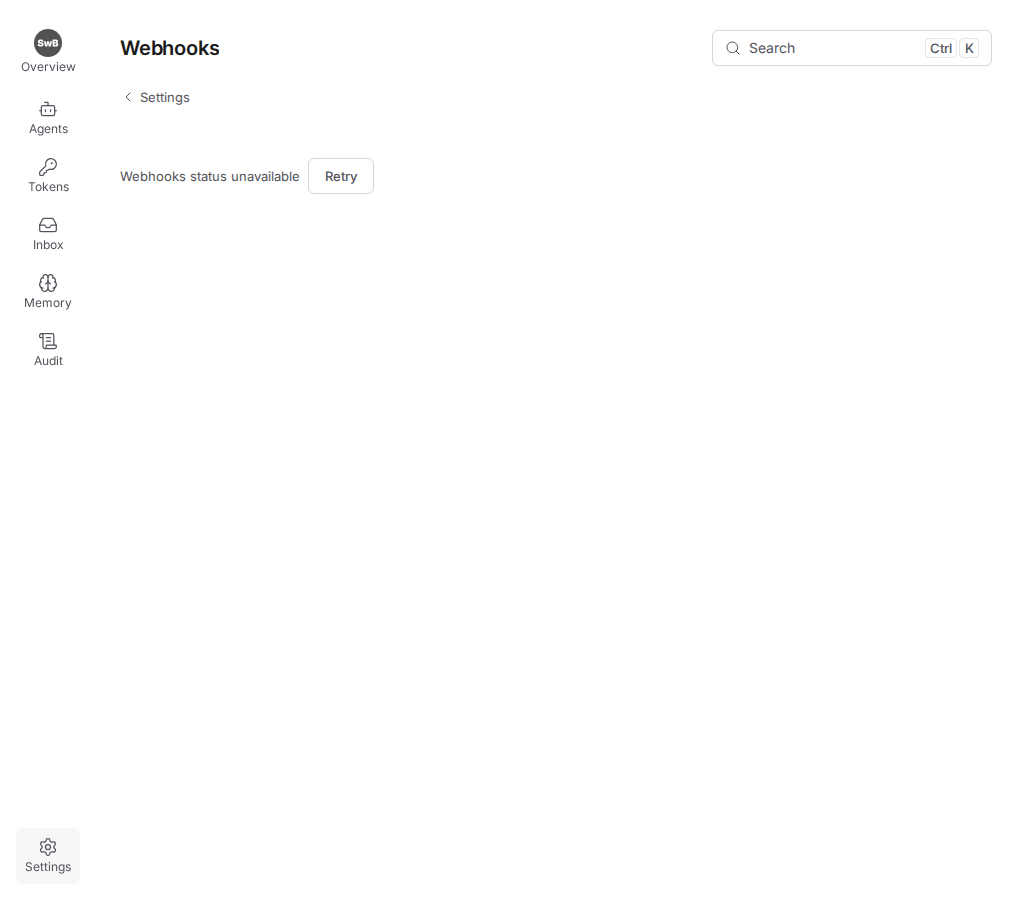 SwB
Overview
Agents
Tokens
Inbox
Memory
Audit
Settings
Webhooks
Search Ctrl K
Settings
Webhooks status unavailable Retry